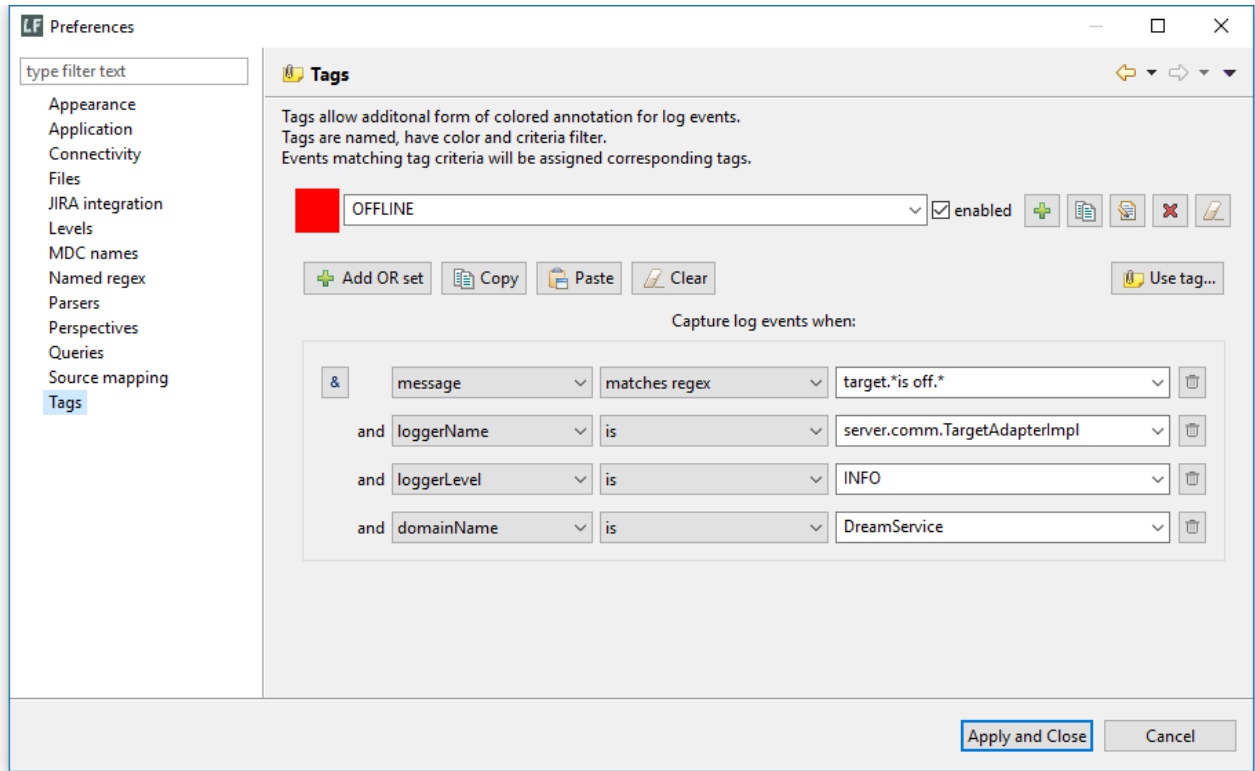 LF Preferences
type filter text
Appearance
Application
Connectivity
Files
JIRA integration
Levels
MDC names
Named regex
Parsers
Perspectives
Queries
Source mapping
Tags
Tags
Tags allow additonal form of colored annotation for log events.
Tags are named, have color and criteria filter.
Events matching tag criteria will be assigned corresponding tags.
OFFLINE enabled
Add OR set Copy Paste Clear Use tag...
Capture log events when:
& message matches regex target.*is off.*
and loggerName is server.comm.TargetAdapterImpl
and loggerLevel is INFO
and domainName is DreamService
Apply and Close Cancel